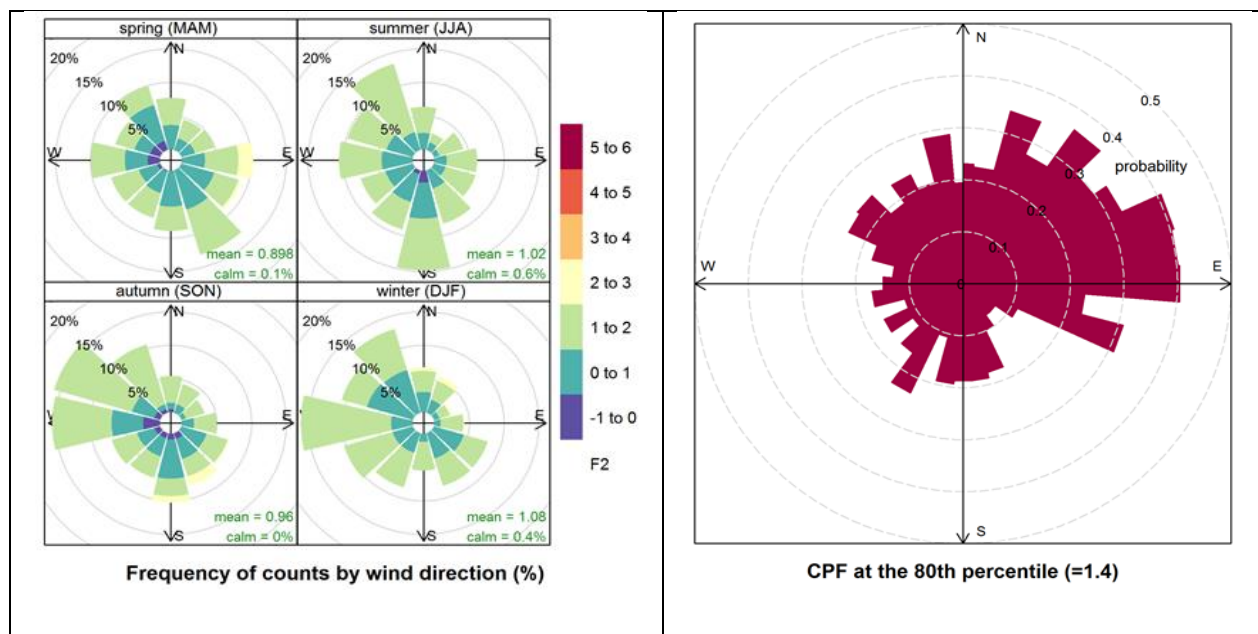 spring (MAM)
N
20%
15%
10%
5%
W
E
S
mean = 0.898
calm = 0.1%
summer (JJA)
N
20%
15%
10%
5%
W
E
S
mean = 1.02
calm = 0.6%
autumn (SON)
N
20%
15%
10%
5%
W
E
S
mean = 0.96
calm = 0%
winter (DJF)
N
20%
15%
10%
5%
W
E
S
mean = 1.08
calm = 0.4%
5 to 6
4 to 5
3 to 4
2 to 3
1 to 2
0 to 1
-1 to 0
F2
Frequency of counts by wind direction (%)
N
0.5
0.4
probability
0.3
0.2
0.1
W
E
0
S
CPF at the 80th percentile (=1.4)